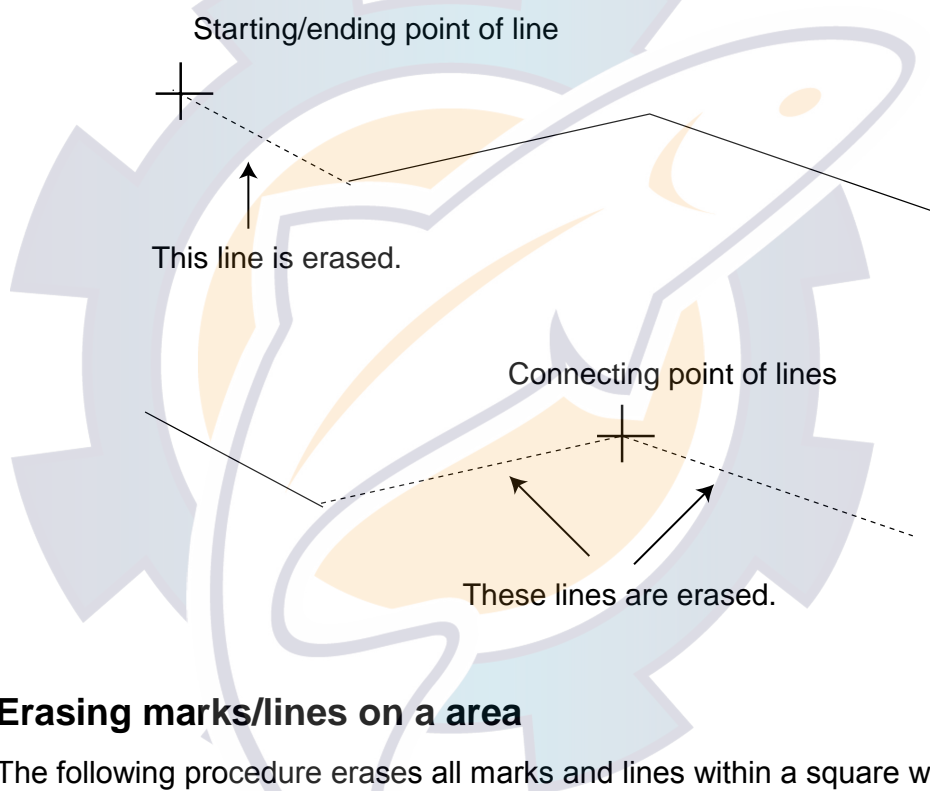 Starting/ending point of line
This line is erased.
Connecting point of lines
These lines are erased.
Erasing marks/lines on a area
The following procedure erases all marks and lines within a square